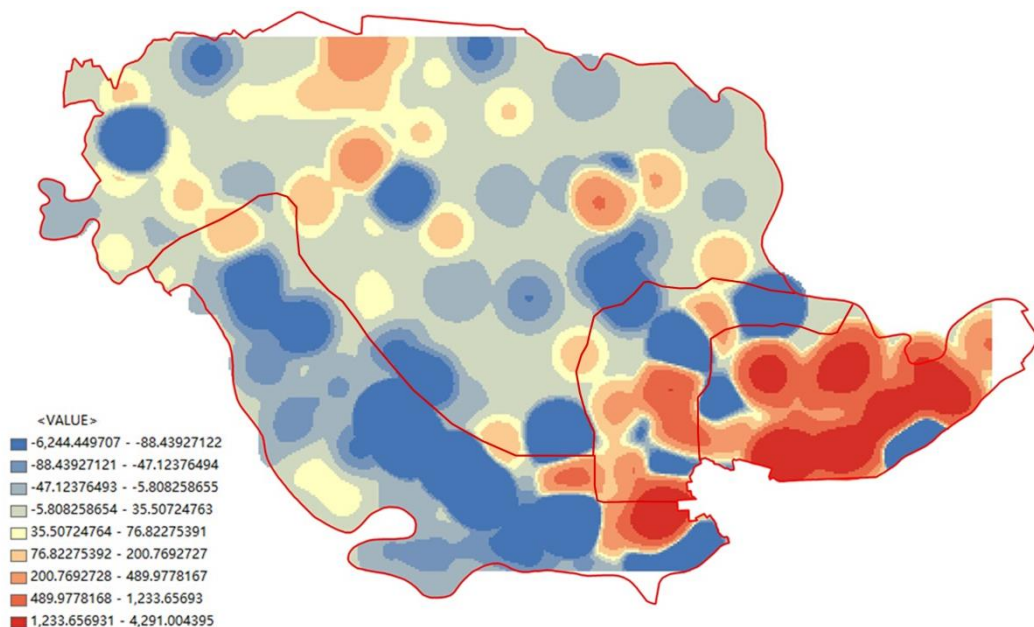 <VALUE>
-6,244.449707 - -88.43927122
-88.43927121 - -47.12376494
-47.12376493 - -5.808258655
-5.808258654 - 35.50724763
35.50724764 - 76.82275391
76.82275392 - 200.7692727
200.7692728 - 489.9778167
489.9778168 - 1,233.65693
1,233.656931 - 4,291.004395